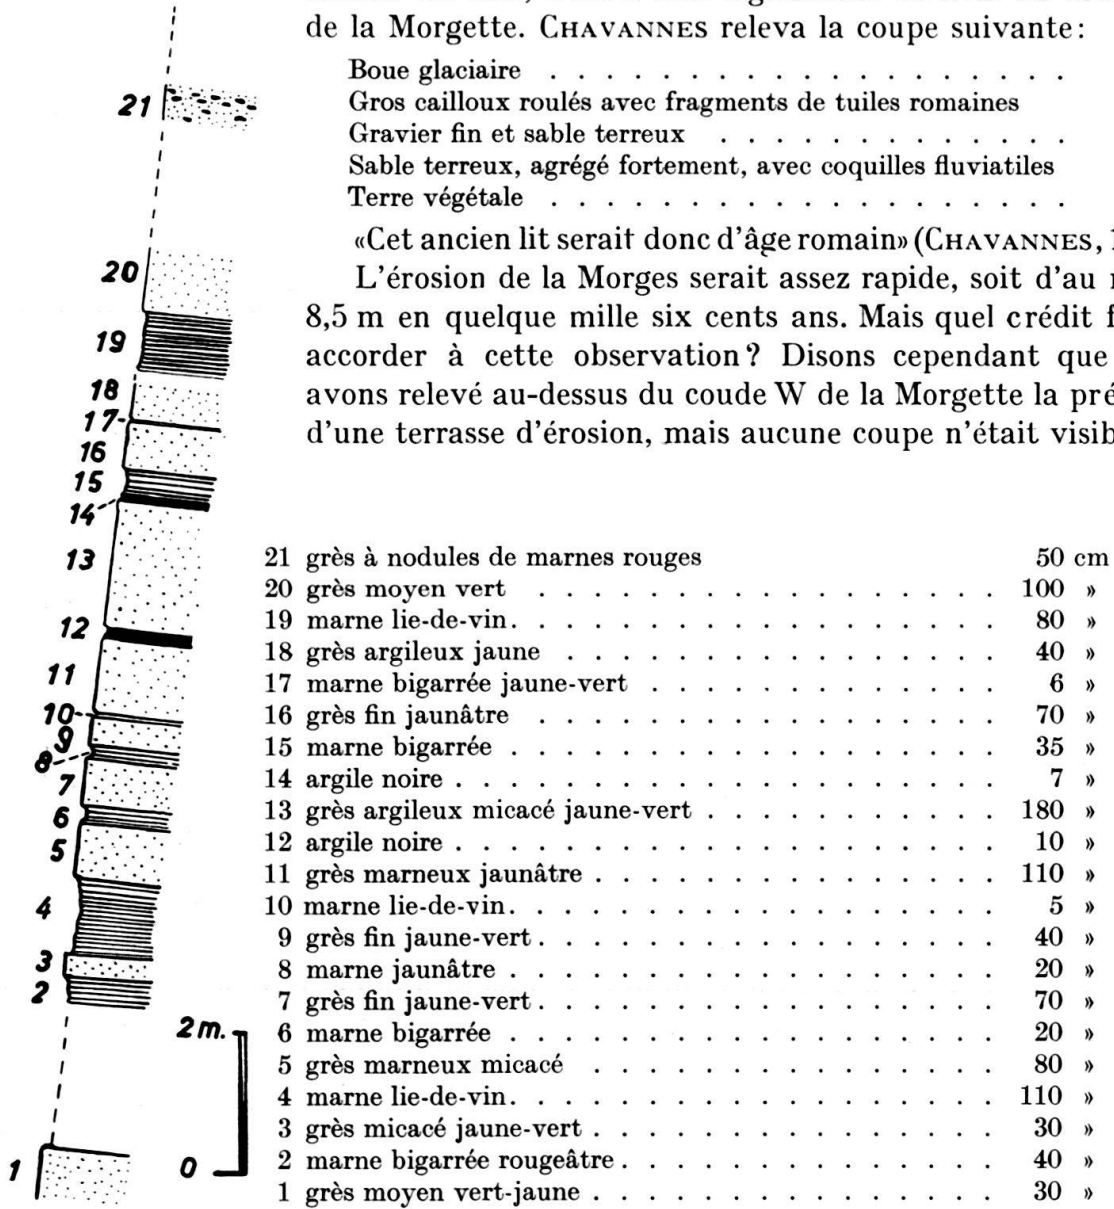 de la Morgette. CHAVANNES releva la coupe suivante:
Boue glaciaire . . . . . . . . . . . . . . . . . . .
Gros cailloux roulés avec fragments de tuiles romaines
Gravier fin et sable terreux . . . . . . . . . . . . .
Sable terreux, agrégé fortement, avec coquilles fluviatiles
Terre végétale . . . . . . . . . . . . . . . . . . .
«Cet ancien lit serait donc d'âge romain» (CHAVANNES,
L'érosion de la Morges serait assez rapide, soit d'au
8,5 m en quelque mille six cents ans. Mais quel crédit
accorder à cette observation? Disons cependant que
avons relevé au-dessus du coude W de la Morgette la
d'une terrasse d'érosion, mais aucune coupe n'était
21
20
19
18
17
16
15
14
13
12
11
10
9
8
7
6
5
4
3
2
1
2m.
0
21 grès à nodules de marnes rouges 50 cm
20 grès moyen vert . . . . . . . . . . . . . . . . . 100 »
19 marne lie-de-vin. . . . . . . . . . . . . . . . . . 80 »
18 grès argileux jaune . . . . . . . . . . . . . . . . 40 »
17 marne bigarrée jaune-vert . . . . . . . . . . . . . 6 »
16 grès fin jaunâtre . . . . . . . . . . . . . . . . . 70 »
15 marne bigarrée . . . . . . . . . . . . . . . . . . 35 »
14 argile noire . . . . . . . . . . . . . . . . . . . . 7 »
13 grès argileux micacé jaune-vert . . . . . . . . . . . 180 »
12 argile noire . . . . . . . . . . . . . . . . . . . . 10 »
11 grès marneux jaunâtre . . . . . . . . . . . . . . . 110 »
10 marne lie-de-vin. . . . . . . . . . . . . . . . . . 5 »
9 grès fin jaune-vert . . . . . . . . . . . . . . . . . 40 »
8 marne jaunâtre . . . . . . . . . . . . . . . . . . 20 »
7 grès fin jaune-vert . . . . . . . . . . . . . . . . . 70 »
6 marne bigarrée . . . . . . . . . . . . . . . . . . 20 »
5 grès marneux micacé . . . . . . . . . . . . . . . 80 »
4 marne lie-de-vin. . . . . . . . . . . . . . . . . . 110 »
3 grès micacé jaune-vert . . . . . . . . . . . . . . . 30 »
2 marne bigarrée rougeâtre . . . . . . . . . . . . . . 40 »
1 grès moyen vert-jaune . . . . . . . . . . . . . . . 30 »